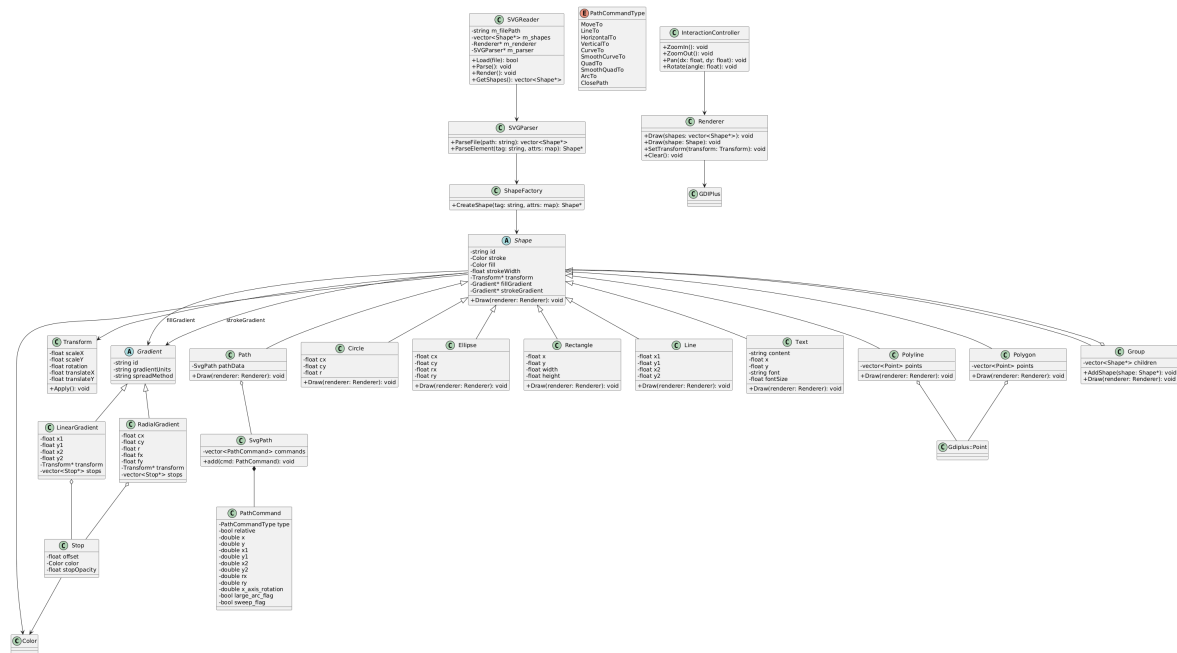 SVGReader
-string m_filePath
-vector<Shape*> m_shapes
-Renderer* m_renderer
-SVGParser* m_parser
+Load(file): bool
+Parse(): void
+Render(): void
+GetShapes(): vector<Shape*>
PathCommandType
MoveTo
LineTo
HorizontalTo
VerticalTo
CurveTo
SmoothCurveTo
QuadTo
SmoothQuadTo
ArcTo
ClosePath
InteractionController
+ZoomIn(): void
+ZoomOut(): void
+Pan(dx: float, dy: float): void
+Rotate(angle: float): void
SVGParser
+ParseFile(path: string): vector<Shape*>
+ParseElement(tag: string, attrs: map): Shape*
Renderer
+Draw(shapes: vector<Shape*>): void
+Draw(shape: Shape): void
+SetTransform(transform: Transform): void
+Clear(): void
ShapeFactory
+CreateShape(tag: string, attrs: map): Shape*
GDIPlus
Shape
-string id
-Color stroke
-Color fill
-float strokeWidth
-Transform* transform
-Gradient* fillGradient
-Gradient* strokeGradient
+Draw(renderer: Renderer): void
fillGradient
strokeGradient
Transform
-float scaleX
-float scaleY
-float rotation
-float translateX
-float translateY
+Apply(): void
Gradient
-string id
-string gradientUnits
-string spreadMethod
Path
-SvgPath pathData
+Draw(renderer: Renderer): void
Circle
-float cx
-float cy
-float r
+Draw(renderer: Renderer): void
Ellipse
-float cx
-float cy
-float rx
-float ry
+Draw(renderer: Renderer): void
Rectangle
-float x
-float y
-float width
-float height
+Draw(renderer: Renderer): void
Line
-float x1
-float y1
-float x2
-float y2
+Draw(renderer: Renderer): void
Text
-string content
-float x
-float y
-string font
-float fontSize
+Draw(renderer: Renderer): void
Polyline
-vector<Point> points
+Draw(renderer: Renderer): void
Polygon
-vector<Point> points
+Draw(renderer: Renderer): void
Group
-vector<Shape*> children
+AddShape(shape: Shape*): void
+Draw(renderer: Renderer): void
LinearGradient
-float x1
-float y1
-float x2
-float y2
-Transform* transform
-vector<Stop*> stops
RadialGradient
-float cx
-float cy
-float r
-float fx
-float fy
-Transform* transform
-vector<Stop*> stops
SvgPath
-vector<PathCommand> commands
+add(cmd: PathCommand): void
Gdiplus::Point
Stop
-float offset
-Color color
-float stopOpacity
PathCommand
-PathCommandType type
-bool relative
-double x
-double y
-double x1
-double y1
-double x2
-double y2
-double rx
-double ry
-double x_axis_rotation
-bool large_arc_flag
-bool sweep_flag
Color